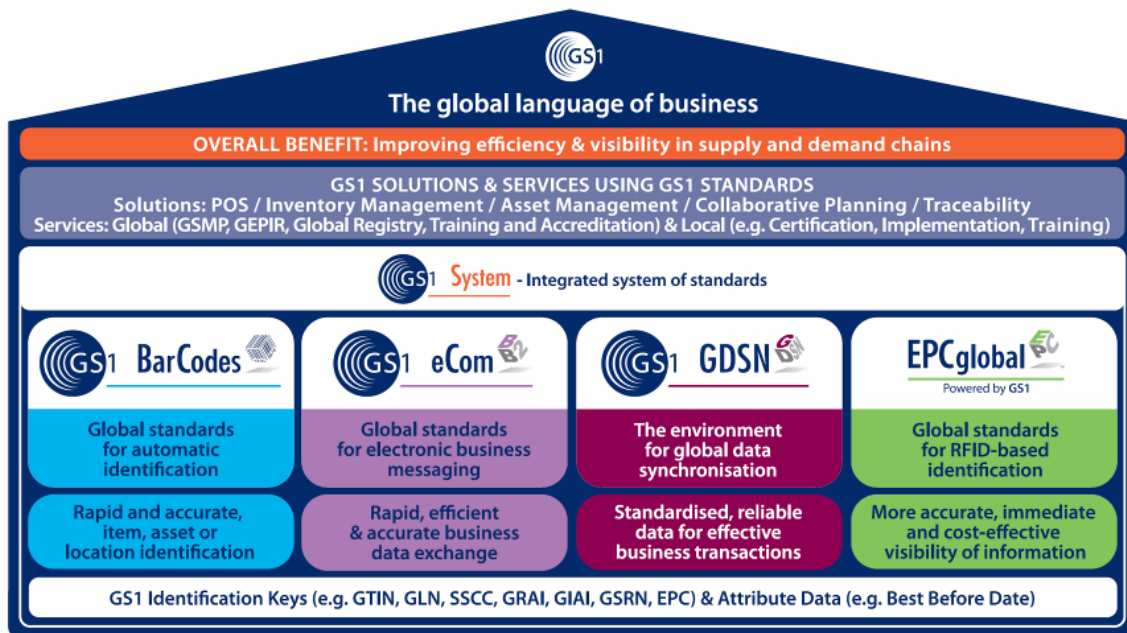 GS1
The global language of business
OVERALL BENEFIT: Improving efficiency & visibility in supply and demand chains
GS1 SOLUTIONS & SERVICES USING GS1 STANDARDS
Solutions: POS / Inventory Management / Asset Management / Collaborative Planning / Traceability
Services: Global (GSMP, GEPIR, Global Registry, Training and Accreditation) & Local (e.g. Certification, Implementation, Training)
GS1 System - Integrated system of standards
GS1 BarCodes
Global standards
for automatic
identification
Rapid and accurate,
item, asset or
location identification
GS1 eCom B2B
Global standards
for electronic business
messaging
Rapid, efficient
& accurate business
data exchange
GS1 GDSN GDSN
The environment
for global data
synchronisation
Standardised, reliable
data for effective
business transactions
EPCglobal EPC
Powered by GS1
Global standards
for RFID-based
identification
More accurate, immediate
and cost-effective
visibility of information
GS1 Identification Keys (e.g. GTIN, GLN, SSCC, GRAI, GIAI, GSRN, EPC) & Attribute Data (e.g. Best Before Date)